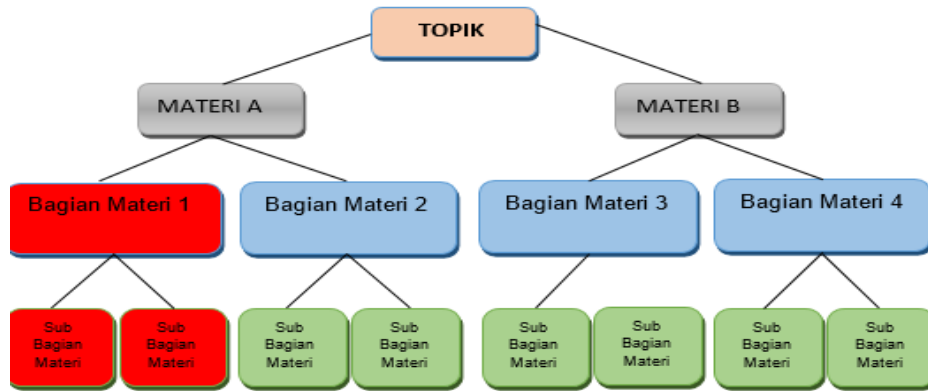 TOPIK
MATERI A
MATERI B
Bagian Materi 1
Bagian Materi 2
Bagian Materi 3
Bagian Materi 4
Sub
Bagian
Materi
Sub
Bagian
Materi
Sub
Bagian
Materi
Sub
Bagian
Materi
Sub
Bagian
Materi
Sub
Bagian
Materi
Sub
Bagian
Materi
Sub
Bagian
Materi